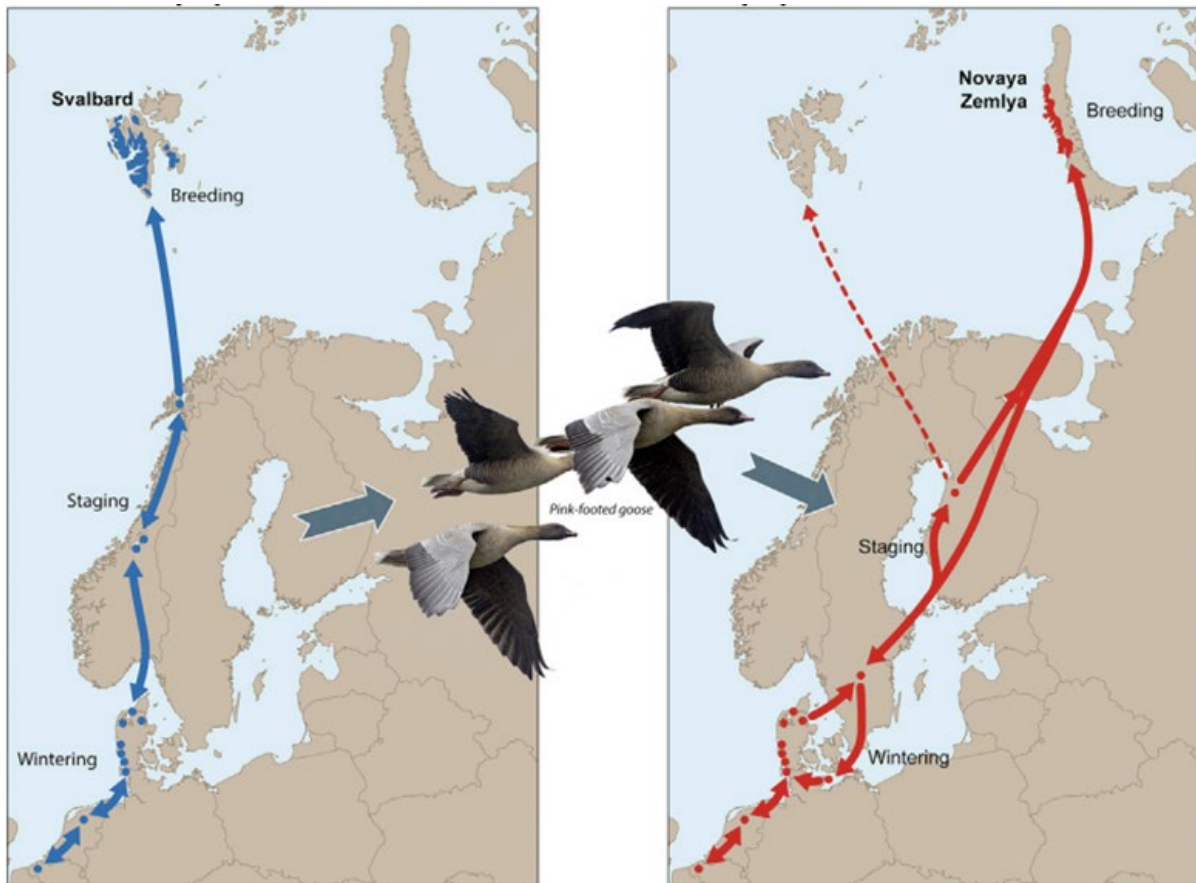 Svalbard
Breeding
Staging
Wintering
Pink-footed goose
Novaya
Zemlya
Breeding
Staging
Wintering